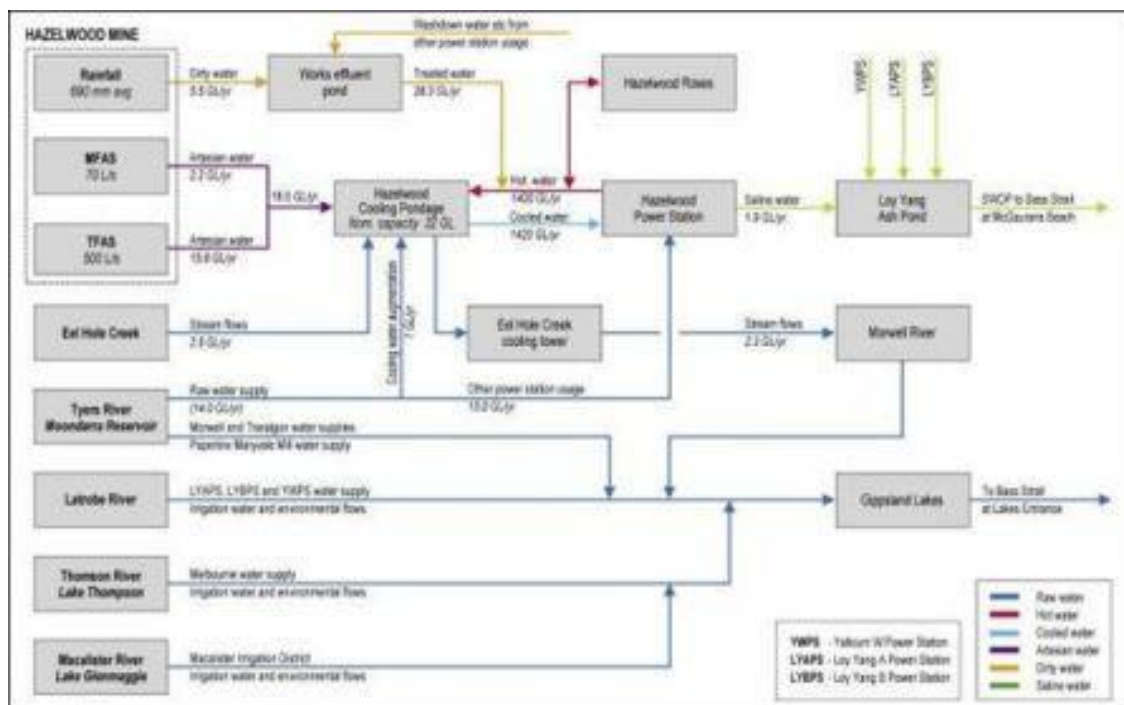 HAZELWOOD MINE
Washdown water etc from
other power station usage
Rainfall
690 mm avg
Dirty water
5.5 GL/yr
Works effluent
pond
Treated water
28.3 GL/yr
Hazelwood Roses
YWPS
LYAPS
LYBPS
MFAS
70 L/s
Artesian water
2.2 GL/yr
TFAS
500 L/s
Artesian water
15.8 GL/yr
18.0 GL/yr
Hazelwood
Cooling Pondage
nom. capacity
GL
Hot water
1400 GL/yr
Cooled water
1420 GL/yr
Hazelwood
Power Station
Saline water
1.9 GL/yr
Loy Yang
Ash Pond
SWOP to Bass Strait
at McGaurans Beach
Eel Hole Creek
Stream flows
Cooling water augmentation
1 GL/yr
Eel Hole Creek
cooling tower
Stream flows
2.3 GL/yr
Morwell River
Tyers River
Moondarra Reservoir
Raw water supply
(14.0 GL/yr)
Other power station usage
13.0 GL/yr
Morwell and Traralgon water supplies
Paperlinx Maryvale Mill water supply
Latrobe River
LYAPS, LYBPS and YWPS water supply
Irrigation water and environmental flows
Gippsland Lakes
To Bass Strait
at Lakes Entrance
Thomson River
Lake Thompson
Melbourne water supply
Irrigation water and environmental flows
Macalister River
Lake Glenmaggie
Macalister Irrigation District
Irrigation water and environmental flows
YWPS - Yallourn W Power Station
LYAPS - Loy Yang A Power Station
LYBPS - Loy Yang B Power Station
Raw water
Hot water
Cooled water
Artesian water
Dirty water
Saline water